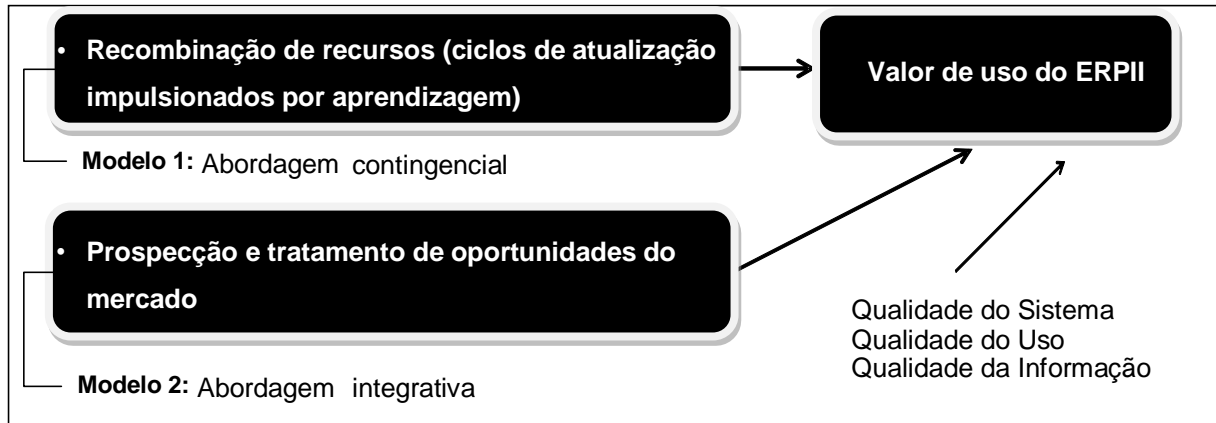 • Recombinação de recursos (ciclos de atualização
impulsionados por aprendizagem)
Valor de uso do ERPII
Modelo 1: Abordagem contingencial
• Prospecção e tratamento de oportunidades do
mercado
Qualidade do Sistema
Qualidade do Uso
Qualidade da Informação
Modelo 2: Abordagem integrativa